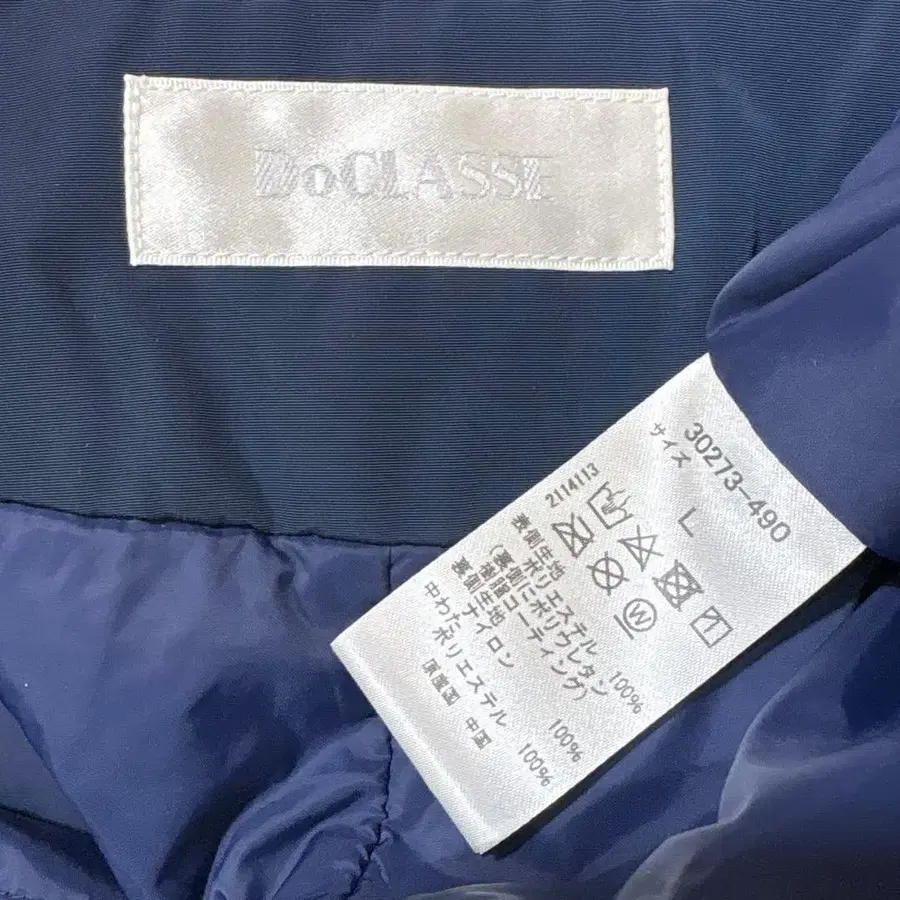 DoCLASSE
30273-490
サイズ L
2114113
表側生地 ポリエステル 100%
(裏側にポリウレタン
樹脂コーティング)
裏側生地 ナイロン 100%
中わた ポリエステル 100%
原産国 中国
W